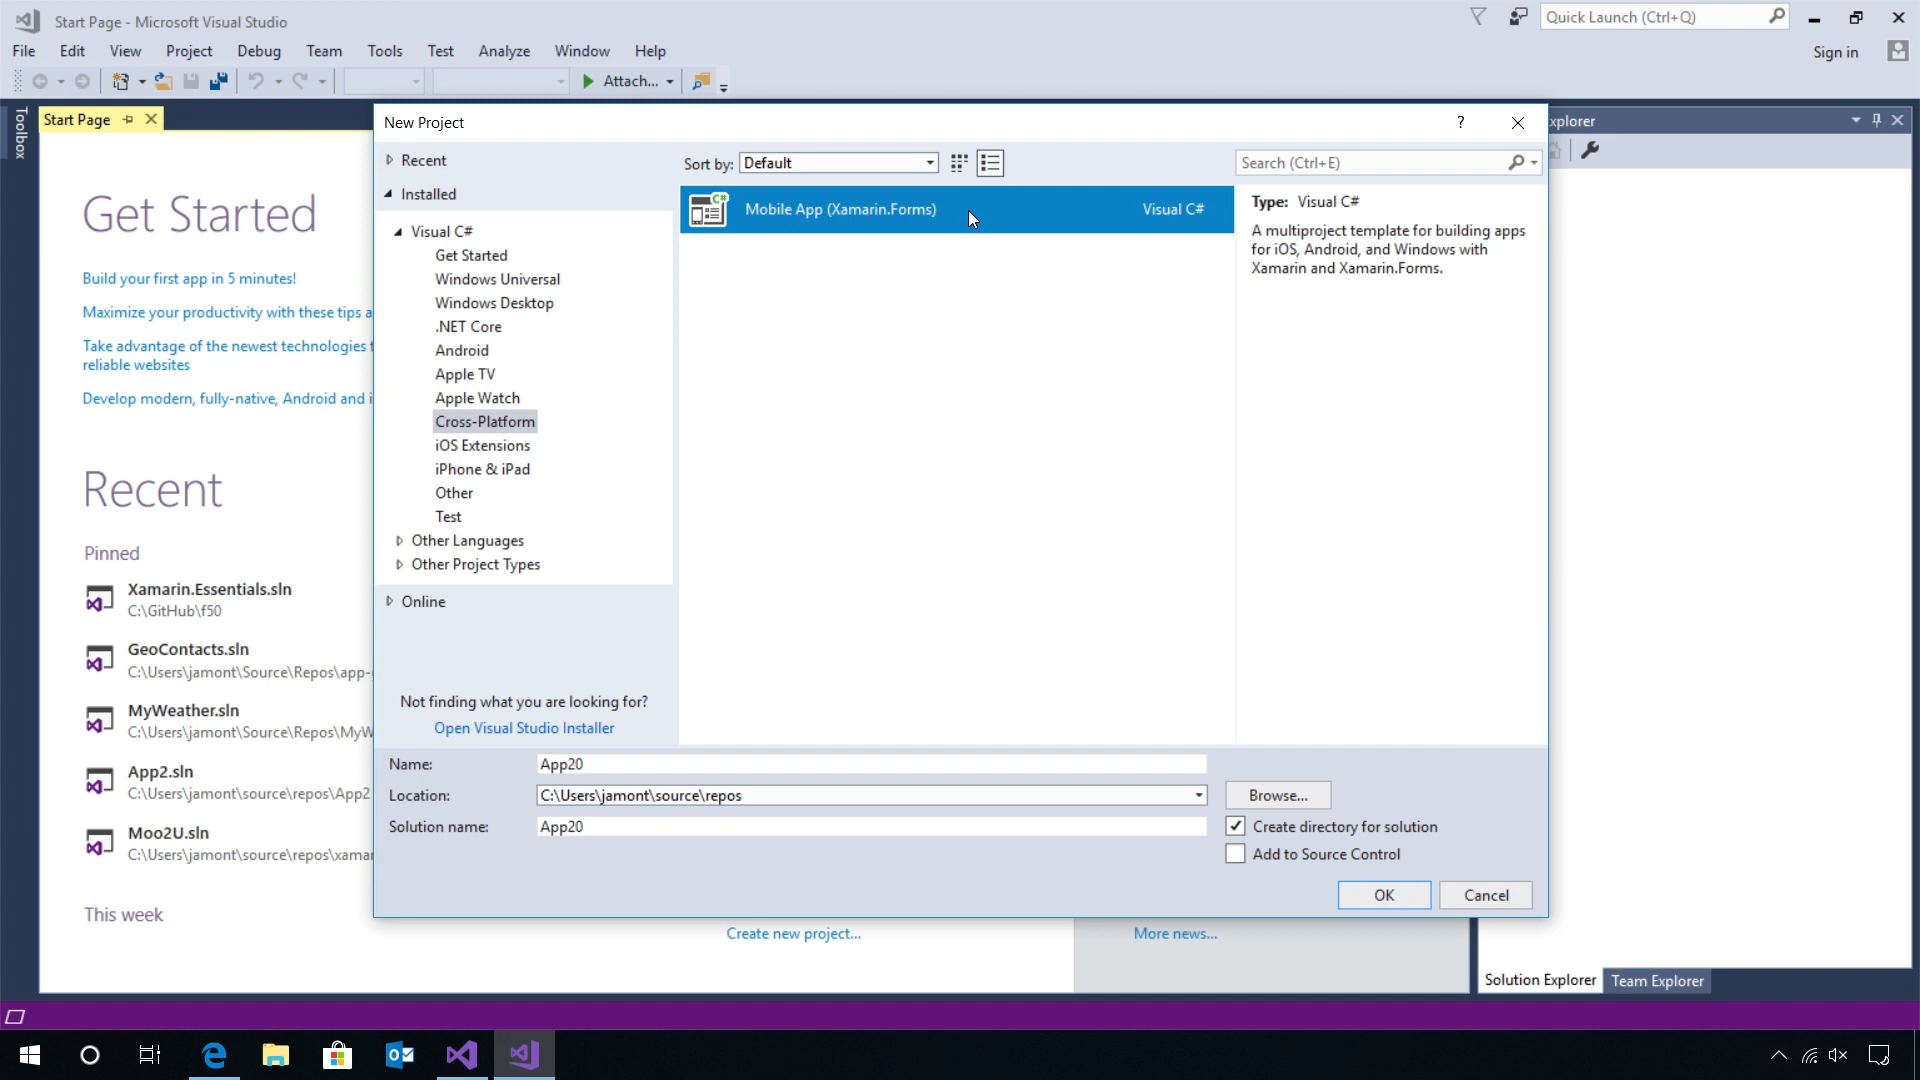 Start Page - Microsoft Visual Studio
Quick Launch (Ctrl+Q)
File Edit View Project Debug Team Tools Test Analyze Window Help
Sign in
Attach...
Toolbox
Start Page
Get Started
Build your first app in 5 minutes!
Maximize your productivity with these tips a
Take advantage of the newest technologies t
reliable websites
Develop modern, fully-native, Android and i
Recent
Pinned
Xamarin.Essentials.sln
C:\GitHub\f50
GeoContacts.sln
C:\Users\jamont\Source\Repos\app-
MyWeather.sln
C:\Users\jamont\Source\Repos\MyW
App2.sln
C:\Users\jamont\source\repos\App2
Moo2U.sln
C:\Users\jamont\source\repos\xamar
This week
New Project
?
Recent
Installed
Visual C#
Get Started
Windows Universal
Windows Desktop
.NET Core
Android
Apple TV
Apple Watch
Cross-Platform
iOS Extensions
iPhone & iPad
Other
Test
Other Languages
Other Project Types
Online
Not finding what you are looking for?
Open Visual Studio Installer
Sort by: Default
Search (Ctrl+E)
C#
Mobile App (Xamarin.Forms) Visual C#
Type: Visual C#
A multiproject template for building apps
for iOS, Android, and Windows with
Xamarin and Xamarin.Forms.
Name: App20
Location: C:\Users\jamont\source\repos
Browse...
Solution name: App20
Create directory for solution
Add to Source Control
OK Cancel
Create new project...
More news...
xplorer
Solution Explorer Team Explorer